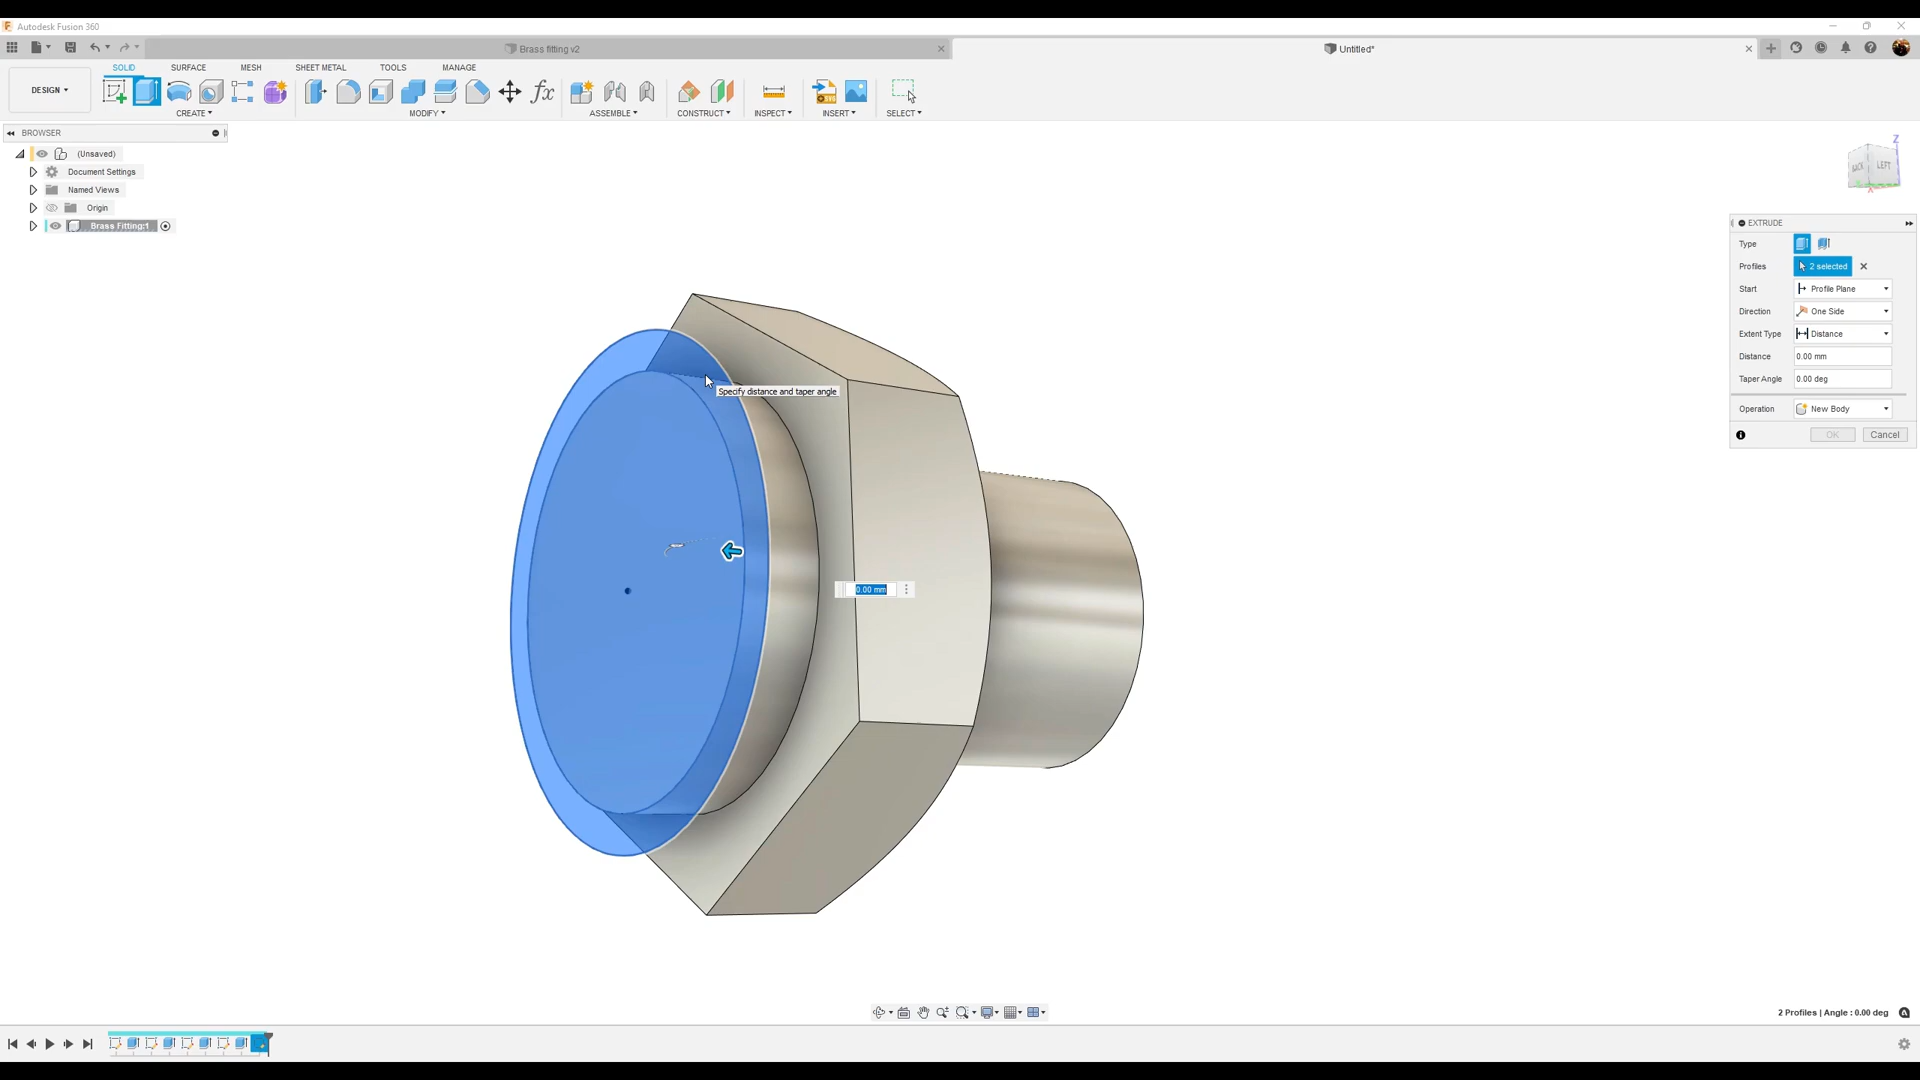 Autodesk Fusion 360
Brass fitting v2
Untitled*
DESIGN
SOLID
SURFACE
MESH
SHEET METAL
TOOLS
MANAGE
CREATE
MODIFY
ASSEMBLE
CONSTRUCT
INSPECT
INSERT
SELECT
BROWSER
(Unsaved)
Document Settings
Named Views
Origin
Brass Fitting:1
Z
BACK
LEFT
EXTRUDE
Type
Profiles 2 selected
Start Profile Plane
Direction One Side
Extent Type Distance
Distance 0.00 mm
Taper Angle 0.00 deg
Operation New Body
OK Cancel
Specify distance and taper angle
0.00 mm
2 Profiles | Angle : 0.00 deg